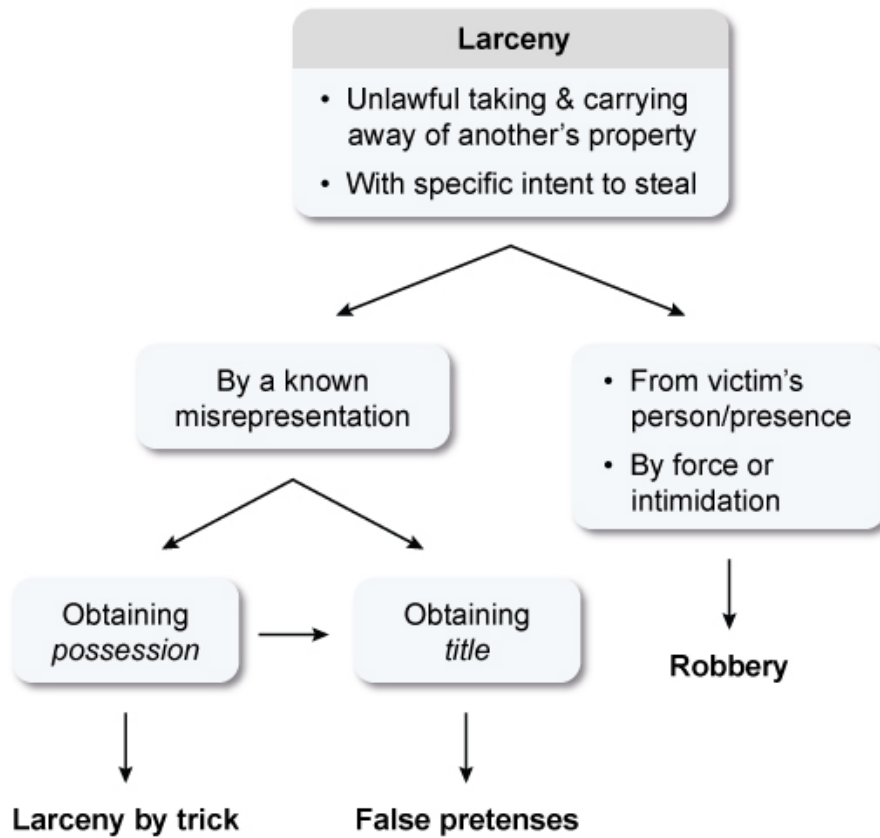 Larceny
• Unlawful taking & carrying
away of another's property
• With specific intent to steal
By a known
misrepresentation
• From victim's
person/presence
• By force or
intimidation
Obtaining
possession
Obtaining
title
Robbery
Larceny by trick
False pretenses